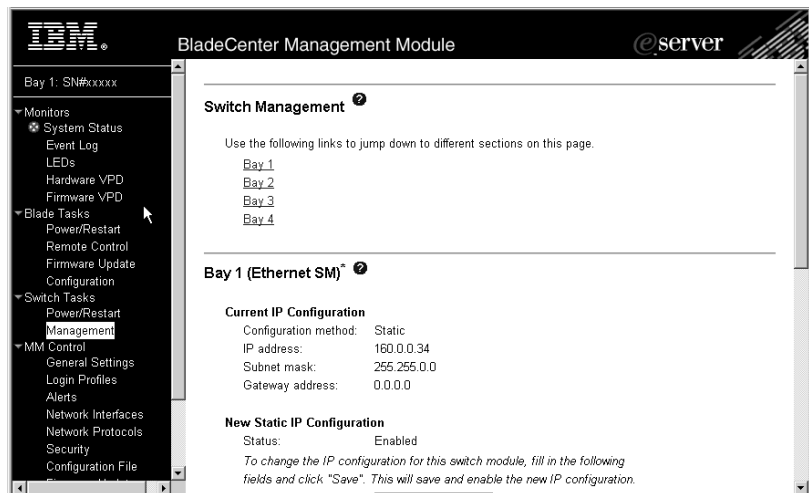 IBM®
BladeCenter Management Module
eserver
Bay 1: SN#xxxxx
Monitors
System Status
Event Log
LEDs
Hardware VPD
Firmware VPD
Blade Tasks
Power/Restart
Remote Control
Firmware Update
Configuration
Switch Tasks
Power/Restart
Management
MM Control
General Settings
Login Profiles
Alerts
Network Interfaces
Network Protocols
Security
Configuration File
Switch Management ?
Use the following links to jump down to different sections on this page.
Bay 1
Bay 2
Bay 3
Bay 4
Bay 1 (Ethernet SM)* ?
Current IP Configuration
Configuration method: Static
IP address: 160.0.0.34
Subnet mask: 255.255.0.0
Gateway address: 0.0.0.0
New Static IP Configuration
Status: Enabled
To change the IP configuration for this switch module, fill in the following
fields and click "Save". This will save and enable the new IP configuration.